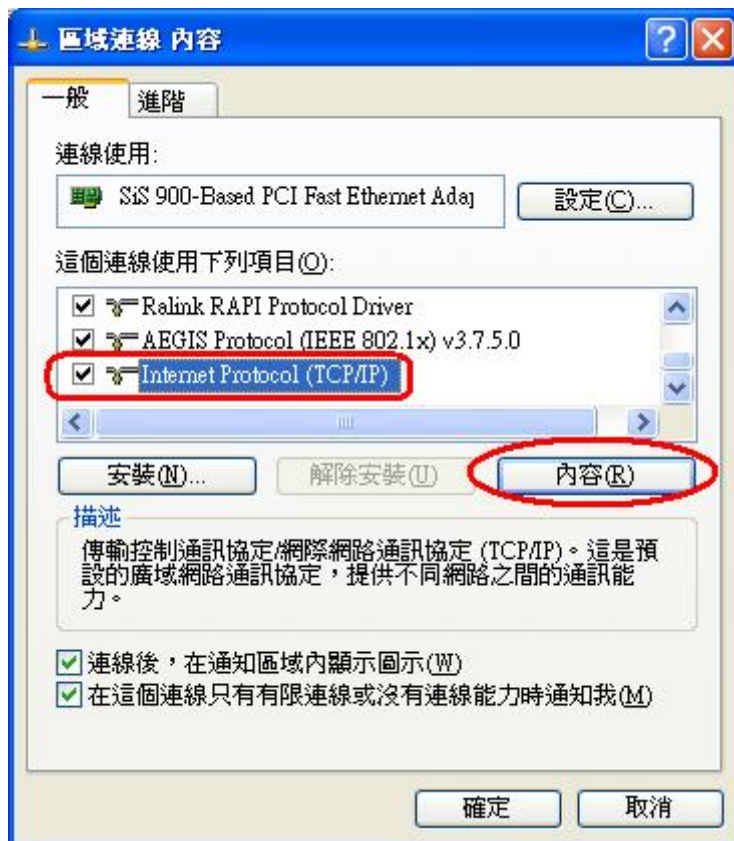 區域連線 內容
一般 進階
連線使用:
SiS 900-Based PCI Fast Ethernet Adap
設定(C)...
這個連線使用下列項目(O):
Ralink RAPI Protocol Driver
AEGIS Protocol (IEEE 802.1x) v3.7.5.0
Internet Protocol (TCP/IP)
安裝(N)... 解除安裝(U) 內容(R)
描述
傳輸控制通訊協定/網際網路通訊協定 (TCP/IP)。這是預
設的廣域網路通訊協定，提供不同網路之間的通訊能
力。
連線後，在通知區域內顯示圖示(W)
在這個連線只有有限連線或沒有連線能力時通知我(M)
確定 取消